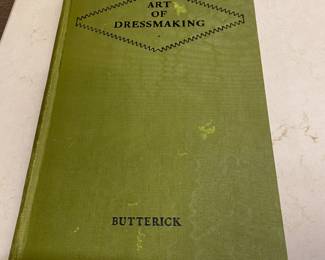 ART
OF
DRESSMAKING
BUTTERICK